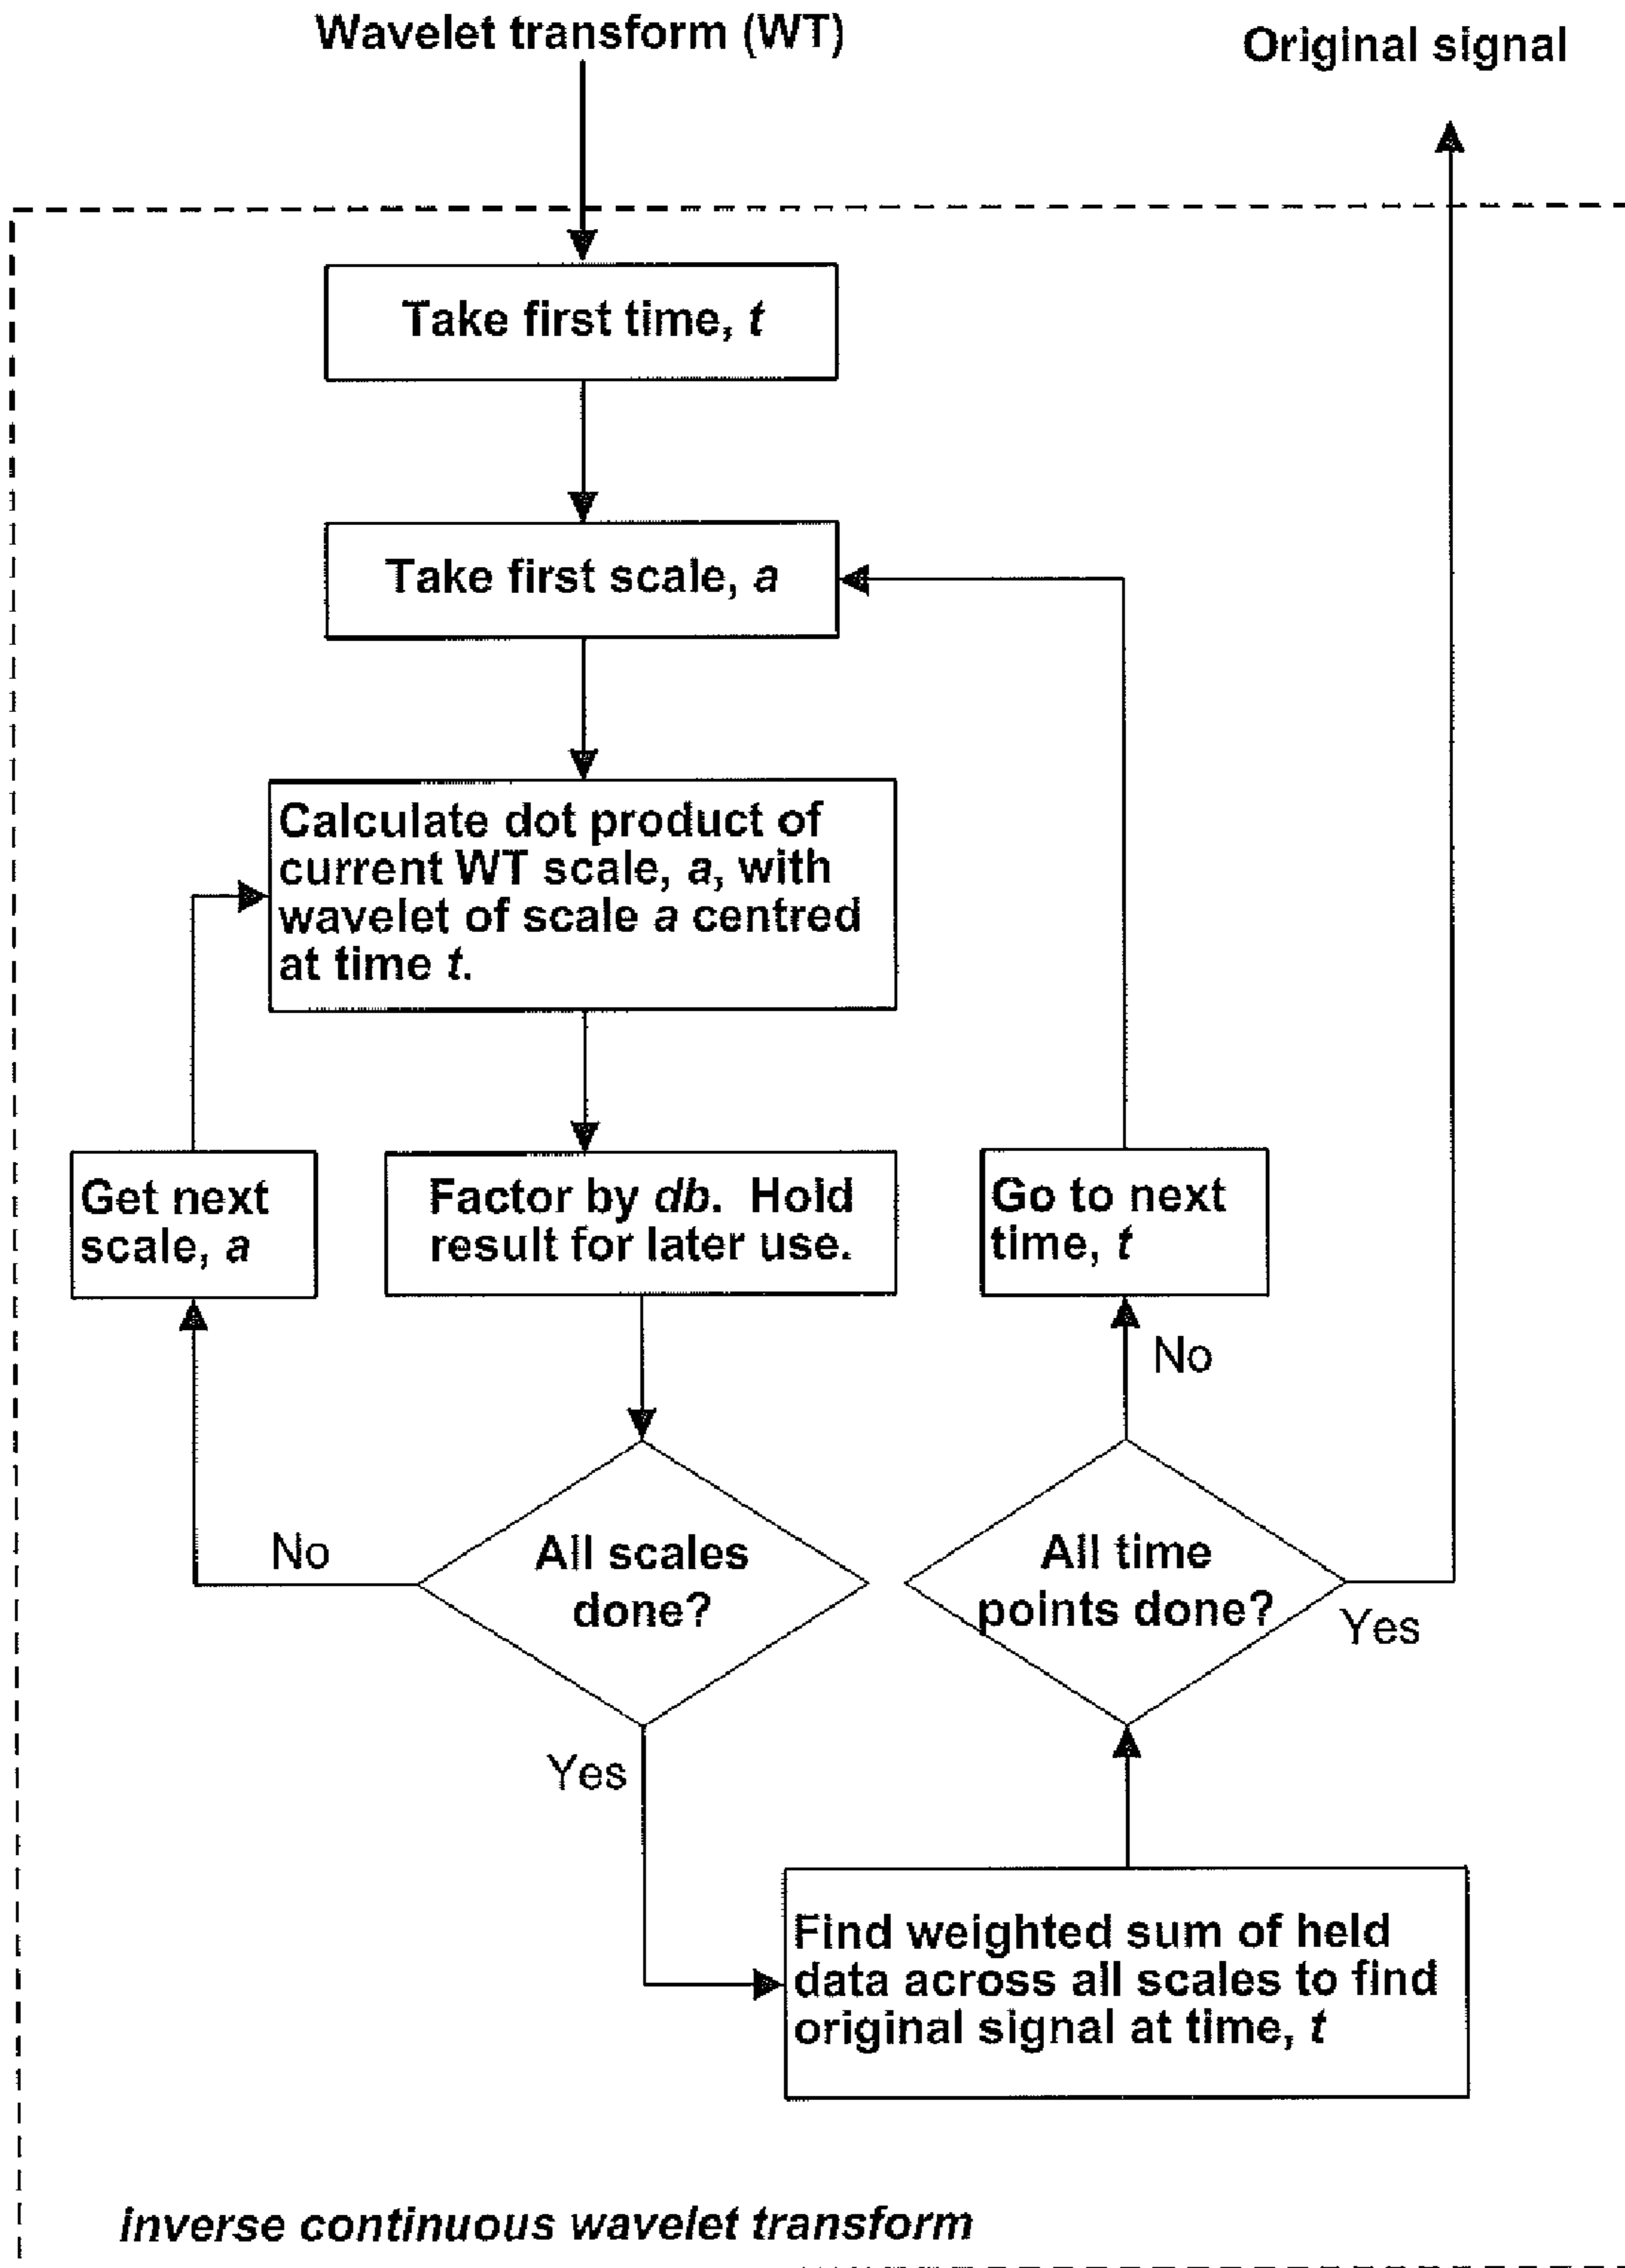 Wavelet transform (WT)
Original signal
Take first time, t
Take first scale, a
Calculate dot product of
current WT scale, a, with
wavelet of scale a centred
at time t.
Get next
scale, a
Factor by db. Hold
result for later use.
Go to next
time, t
No
No
All scales
done?
All time
points done?
Yes
Yes
Find weighted sum of held
data across all scales to find
original signal at time, t
inverse continuous wavelet transform